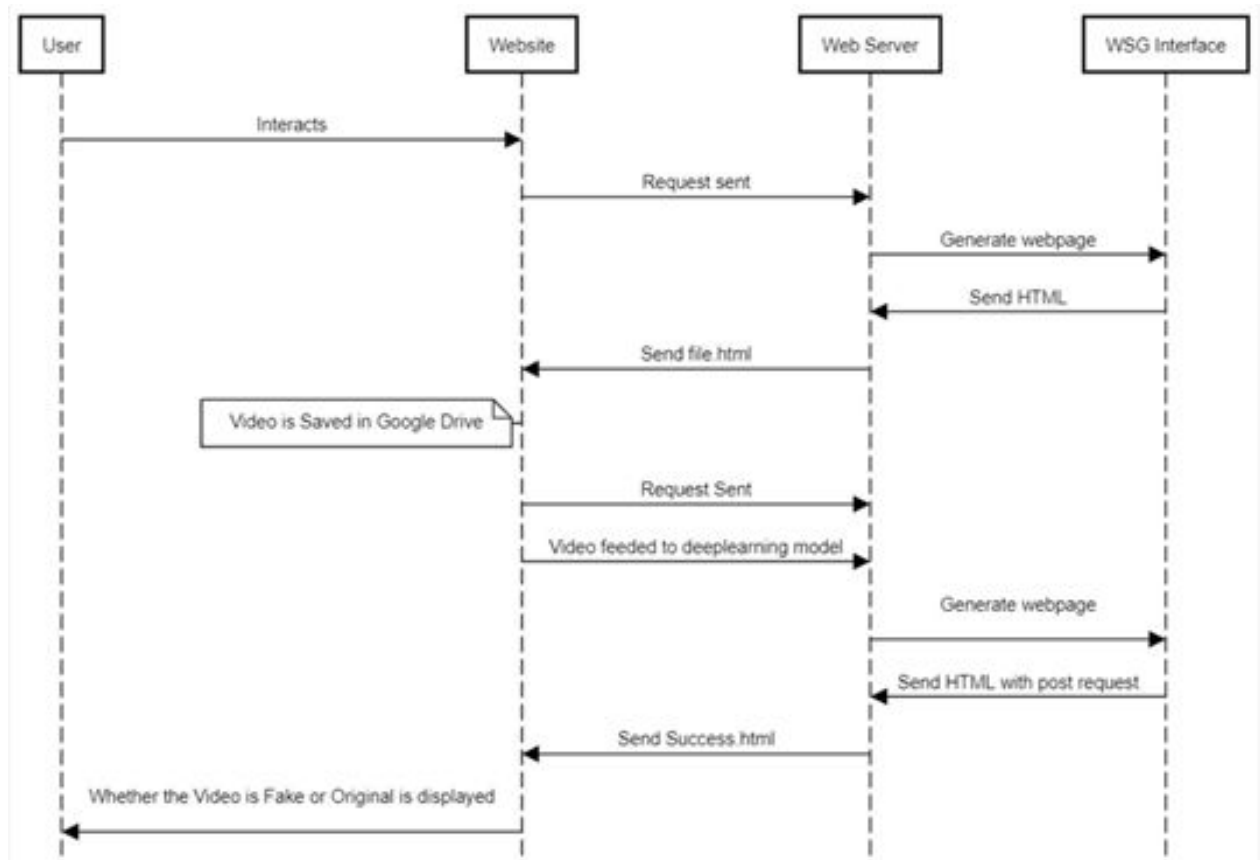 User
Website
Web Server
WSG Interface
Interacts
Request sent
Generate webpage
Send HTML
Send file.html
Video is Saved in Google Drive
Request Sent
Video feeded to deeplearning model
Generate webpage
Send HTML with post request
Send Success.html
Whether the Video is Fake or Original is displayed